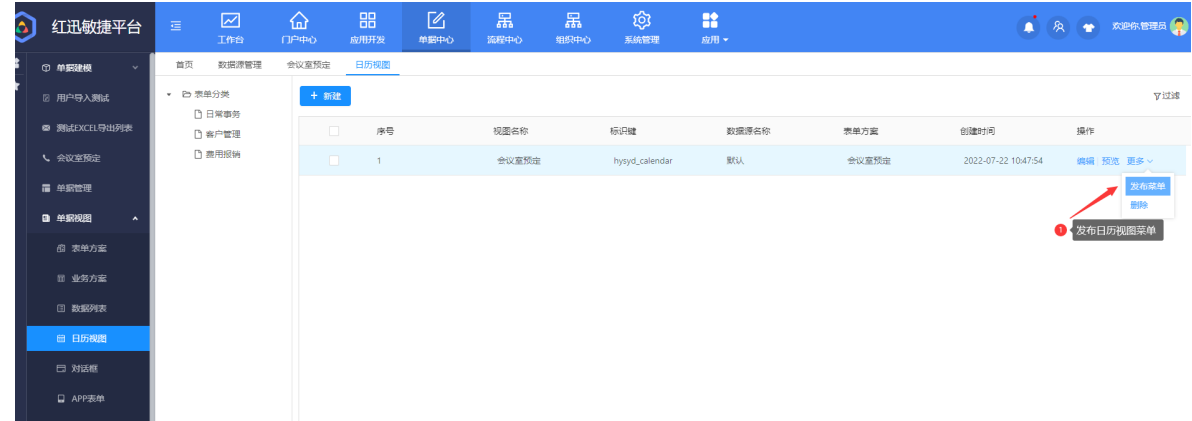 红迅敏捷平台
工作台
门户中心
应用开发
单据中心
流程中心
组织中心
系统管理
应用
欢迎你,管理员
单据建模
用户导入测试
测试EXCEL导出列表
会议室预定
单据管理
单据视图
表单方案
业务方案
数据列表
日历视图
对话框
APP表单
首页 数据源管理 会议室预定 日历视图
表单分类
日常事务
客户管理
费用报销
+ 新建
过滤
序号 视图名称 标识键 数据源名称 表单方案 创建时间 操作
1 会议室预定 hysyd_calendar 默认 会议室预定 2022-07-22 10:47:54 编辑 预览 更多
发布菜单
删除
1 发布日历视图菜单